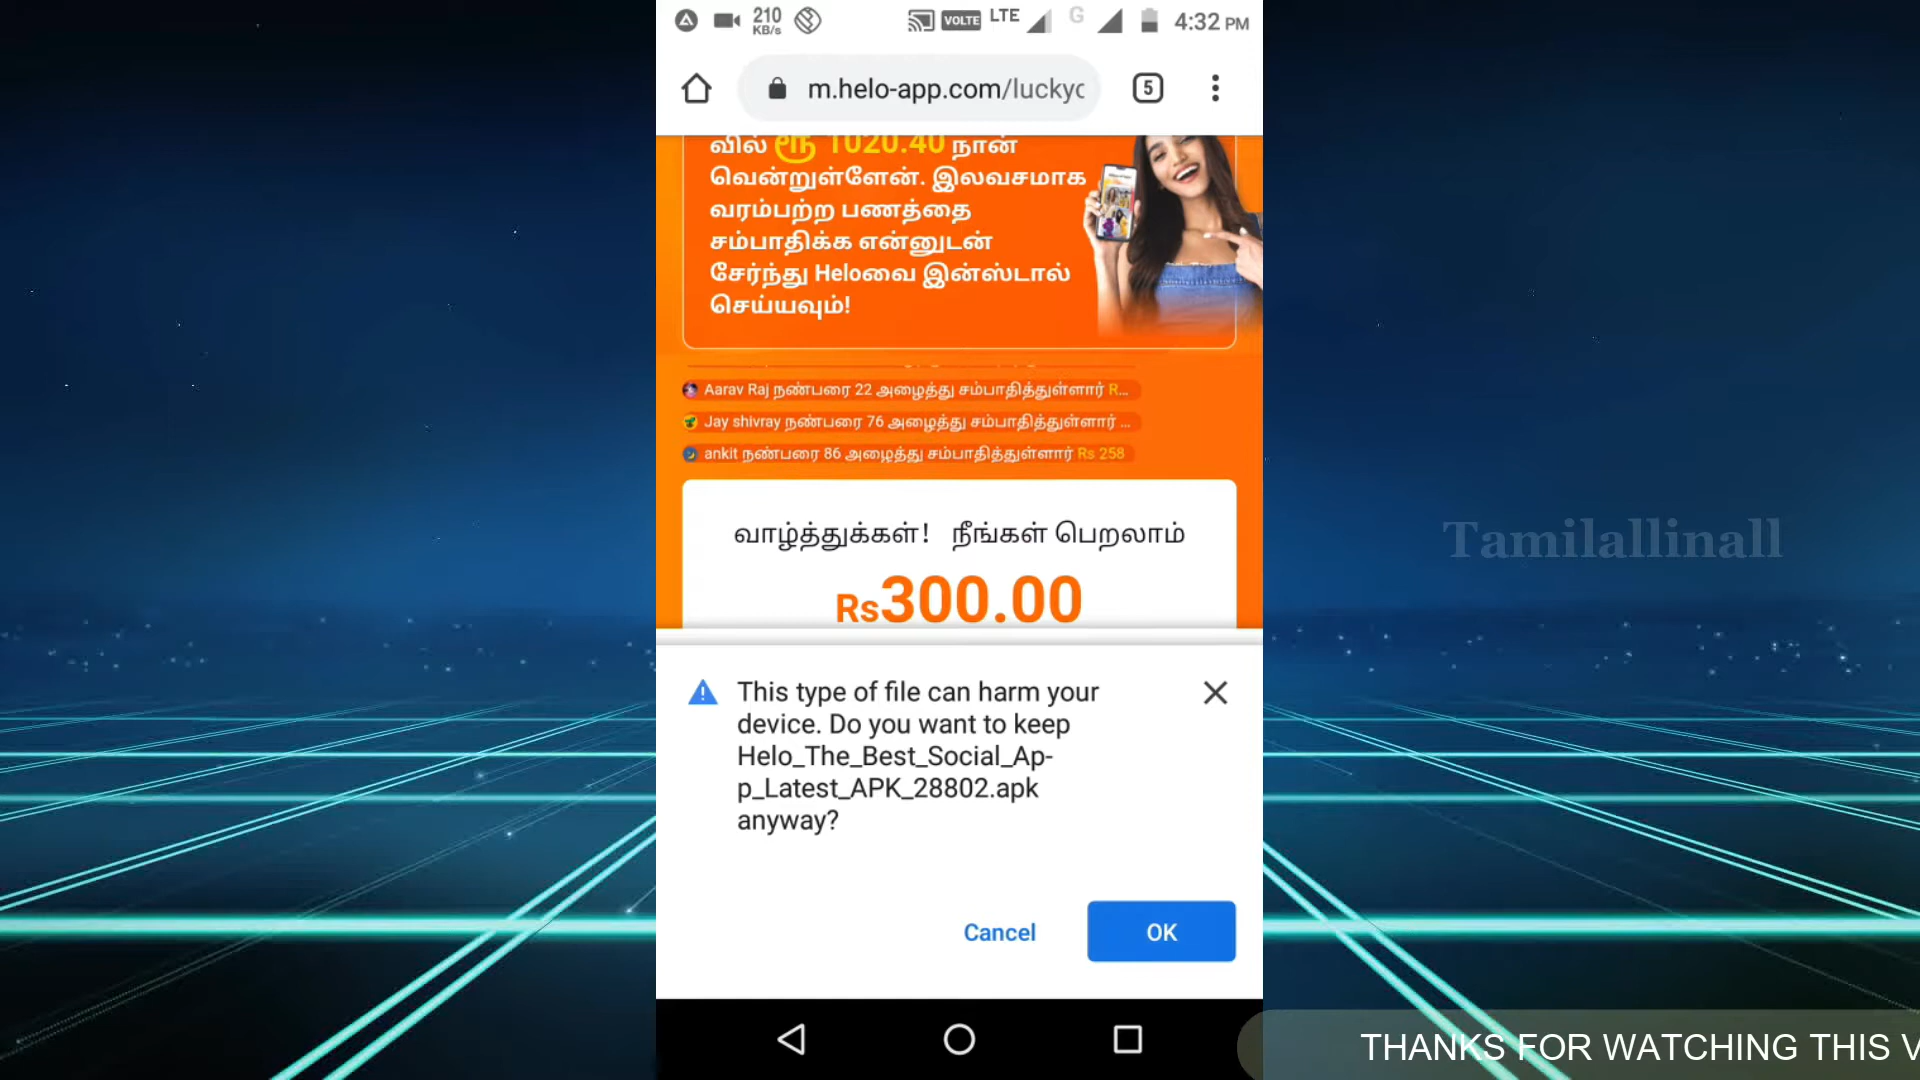 210
KB/s
VOLTE
LTE
G
4:32 PM
m.helo-app.com/luckyc
5
வில் ரூ 1020.40 நான்
வென்றுள்ளேன். இலவசமாக
வரம்பற்ற பணத்தை
சம்பாதிக்க என்னுடன்
சேர்ந்து Heloவை இன்ஸ்டால்
செய்யவும்!
Aarav Raj நண்பரை 22 அழைத்து சம்பாதித்துள்ளார் R...
Jay shivray நண்பரை 76 அழைத்து சம்பாதித்துள்ளார் ...
ankit நண்பரை 86 அழைத்து சம்பாதித்துள்ளார் Rs 258
வாழ்த்துக்கள்! நீங்கள் பெறலாம்
Rs300.00
Tamilallinall
This type of file can harm your
device. Do you want to keep
Helo_The_Best_Social_Ap-
p_Latest_APK_28802.apk
anyway?
Cancel
OK
THANKS FOR WATCHING THIS V